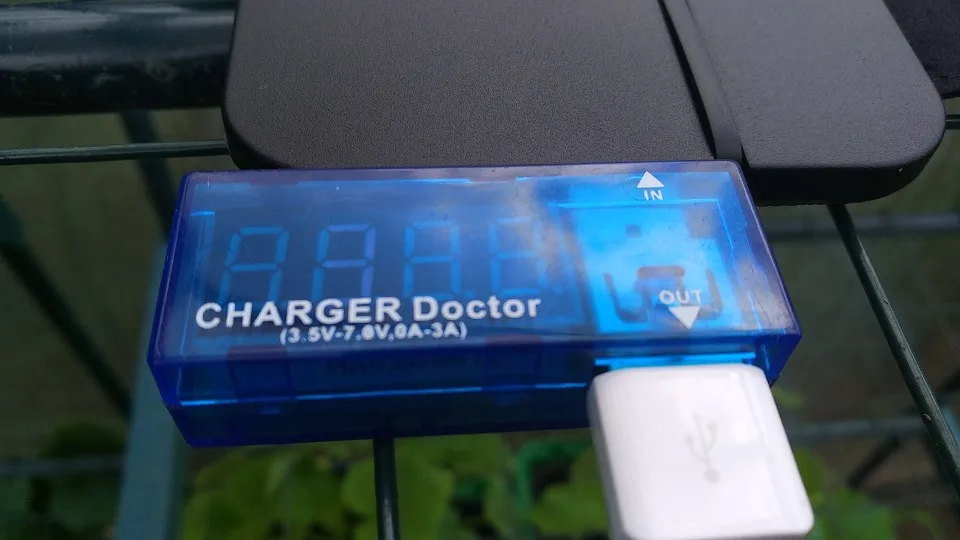 IN
CHARGER Doctor
(3.5V-7.0V,0A-3A)
OUT